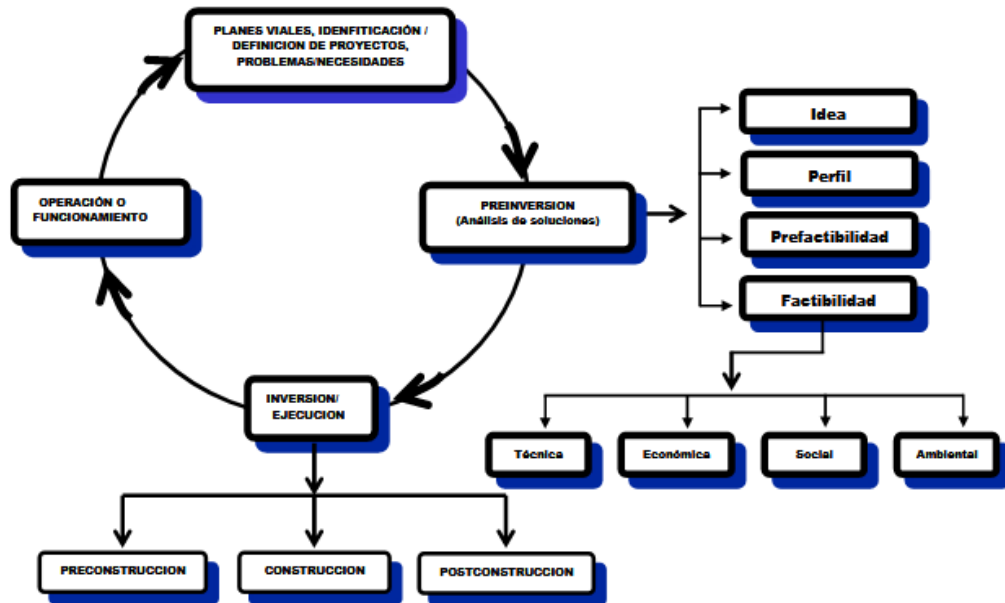 PLANES VIALES, IDENFITICACIÓN /
DEFINICION DE PROYECTOS,
PROBLEMAS/NECESIDADES
Idea
Perfil
OPERACIÓN O
FUNCIONAMIENTO
PREINVERSION
(Análisis de soluciones)
Prefactibilidad
Factibilidad
INVERSION/
EJECUCION
Técnica
Económica
Social
Ambiental
PRECONSTRUCCION
CONSTRUCCION
POSTCONSTRUCCION